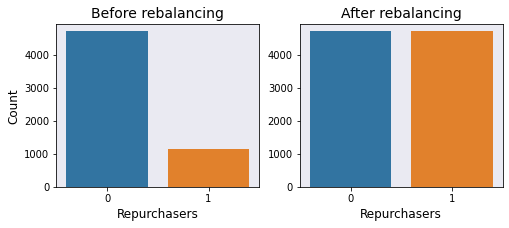 Before rebalancing
After rebalancing
Count
4000
3000
2000
1000
0
4000
3000
2000
1000
0
0
1
0
1
Repurchasers
Repurchasers